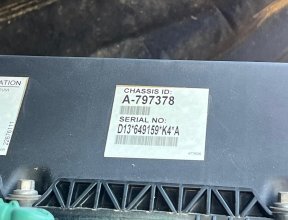 CHASSIS ID:
A-797378
SERIAL NO:
D13*649159*K4*A